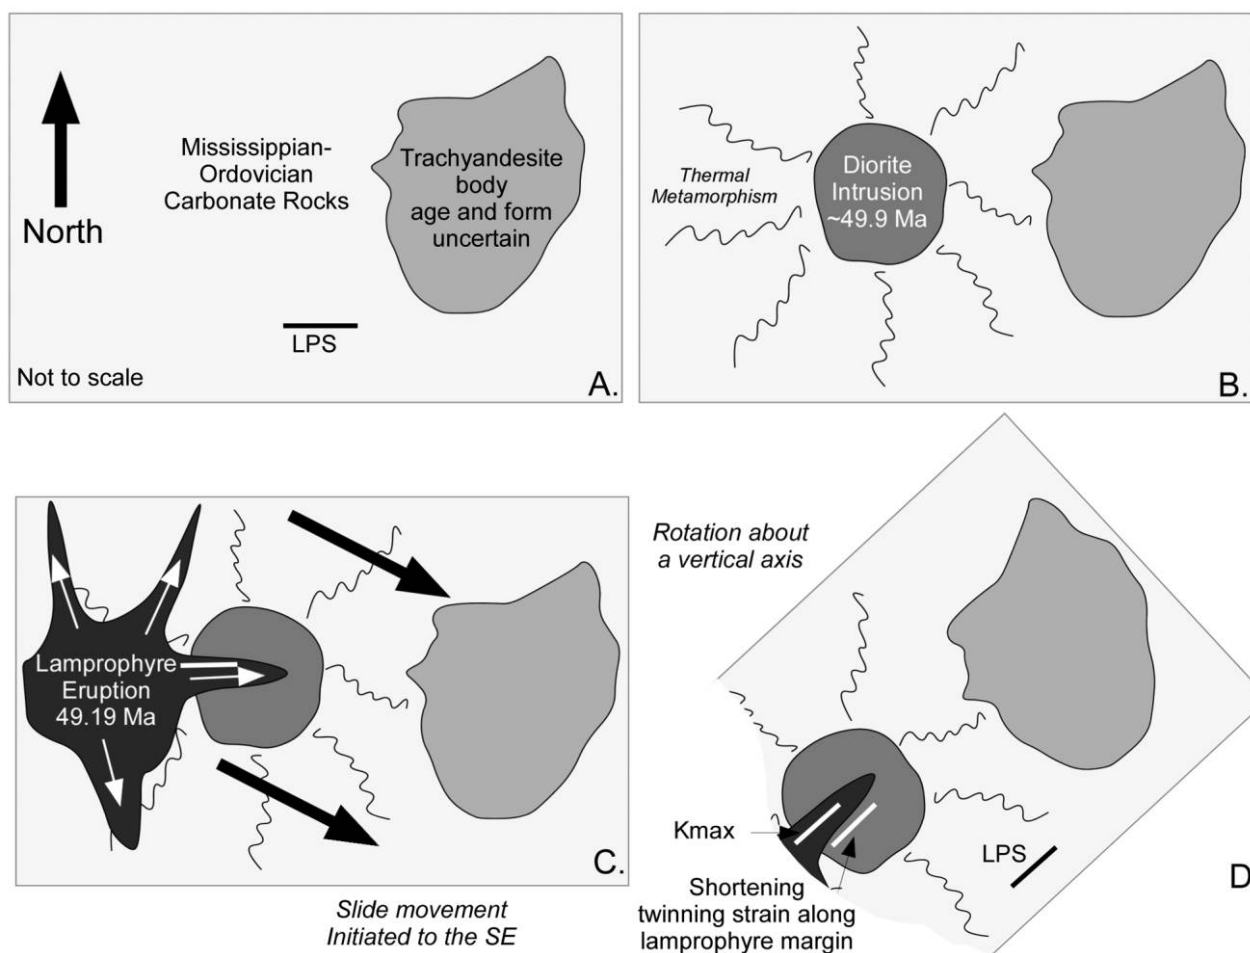 North
Mississippian-
Ordovician
Carbonate Rocks
Trachyandesite
body
age and form
uncertain
LPS
Not to scale
A.
Thermal
Metamorphism
Diorite
Intrusion
~49.9 Ma
B.
Lamprophyre
Eruption
49.19 Ma
C.
Slide movement
Initiated to the SE
Rotation about
a vertical axis
Kmax
LPS
Shortening
twinning strain along
lamprophyre margin
D